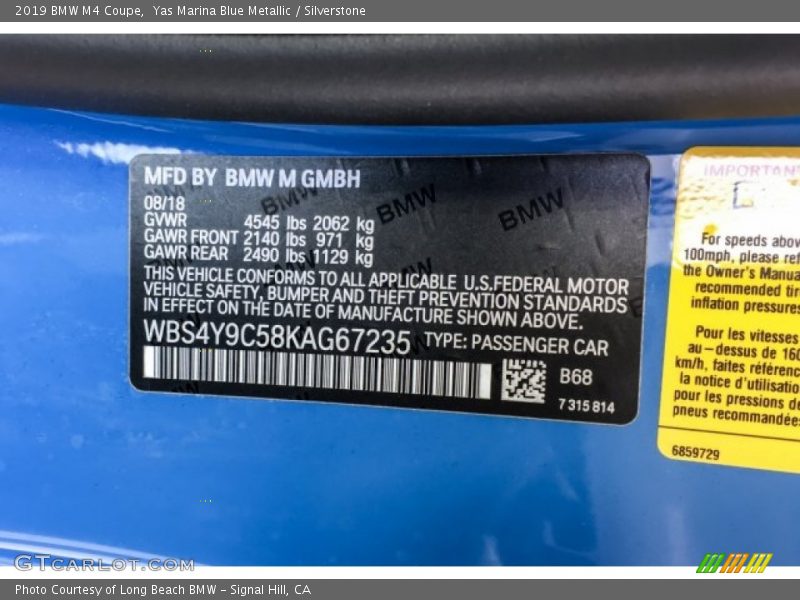 2019 BMW M4 Coupe,  Yas Marina Blue Metallic / Silverstone
MFD BY BMW M GMBH
08/18
GVWR 4545 lbs 2062 kg
GAWR FRONT 2140 lbs 971 kg
GAWR REAR 2490 lbs 1129 kg
THIS VEHICLE CONFORMS TO ALL APPLICABLE U.S.FEDERAL MOTOR
VEHICLE SAFETY, BUMPER AND THEFT PREVENTION STANDARDS
IN EFFECT ON THE DATE OF MANUFACTURE SHOWN ABOVE.
WBS4Y9C58KAG67235 TYPE: PASSENGER CAR
B68
7 315 814
BMW BMW BMW
IMPORTANT
For speeds abov
100mph, please ref
the Owner's Manua
recommended tir
inflation pressures
Pour les vitesses
au-dessus de 160
km/h, faites référenc
la notice d'utilisatio
pour les pressions de
pneus recommandées
6859729
GTCARLOT.COM
Photo Courtesy of Long Beach BMW - Signal Hill, CA